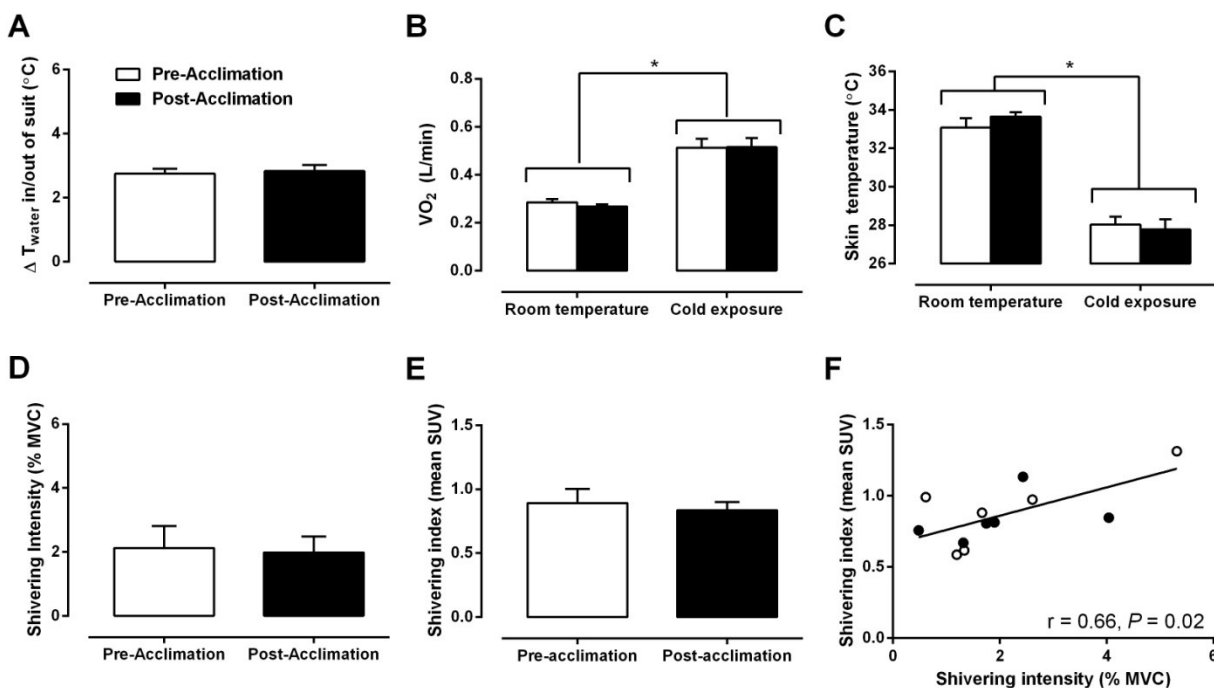 A
Δ T_water in/out of suit (°C)
6
4
2
0
Pre-Acclimation
Post-Acclimation
Pre-Acclimation
Post-Acclimation
B
VO₂ (L/min)
0.8
0.6
0.4
0.2
0.0
*
Room temperature
Cold exposure
C
Skin temperature (°C)
36
34
32
30
28
26
*
Room temperature
Cold exposure
D
Shivering Intensity (% MVC)
6
4
2
0
Pre-Acclimation
Post-Acclimation
E
Shivering index (mean SUV)
1.5
1.0
0.5
0.0
Pre-acclimation
Post-acclimation
F
Shivering index (mean SUV)
1.5
1.0
0.5
0.0
r = 0.66, P = 0.02
0
2
4
6
Shivering intensity (% MVC)